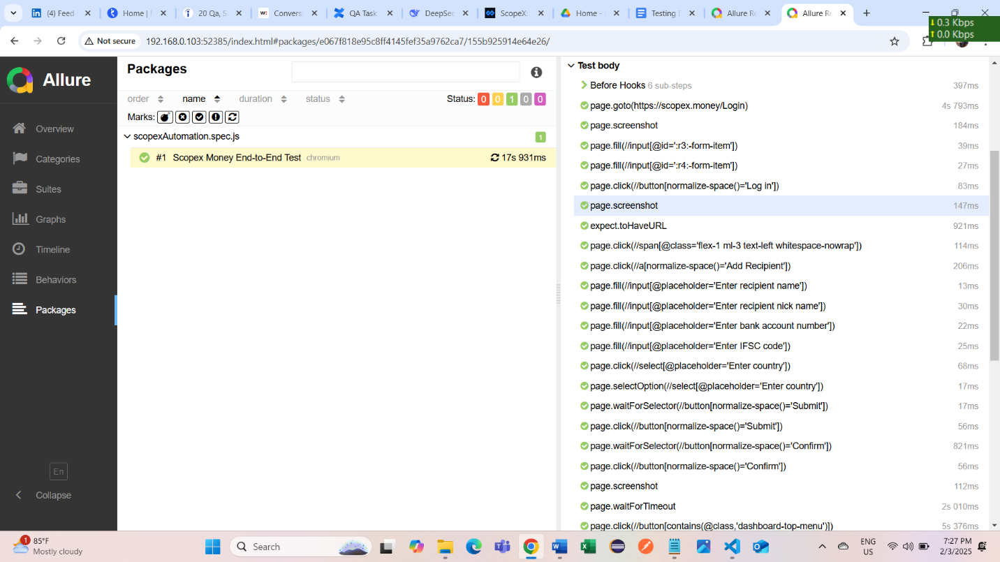 (4) Feed
Home | 
20 Qa, S
W: Convers
QA Task
DeepSee
ScopeX:
Home -
Testing D
Allure Re
Allure Re
Not secure
192.168.0.103:52385/index.html#packages/e067f818e95c8ff4145fef35a9762ca7/155b925914e64e26/
0.3 Kbps
0.0 Kbps
Allure
Overview
Categories
Suites
Graphs
Timeline
Behaviors
Packages
En
Collapse
Packages
order name duration status Status: 0 0 1 0 0
Marks:
scopexAutomation.spec.js 1
#1 Scopex Money End-to-End Test chromium 17s 931ms
Test body
Before Hooks 6 sub-steps 397ms
page.goto(https://scopex.money/Login) 4s 793ms
page.screenshot 184ms
page.fill(//input[@id=':r3:-form-item']) 39ms
page.fill(//input[@id=':r4:-form-item']) 27ms
page.click(//button[normalize-space()='Log in']) 83ms
page.screenshot 147ms
expect.toHaveURL 921ms
page.click(//span[@class='flex-1 ml-3 text-left whitespace-nowrap']) 114ms
page.click(//a[normalize-space()='Add Recipient']) 206ms
page.fill(//input[@placeholder='Enter recipient name']) 13ms
page.fill(//input[@placeholder='Enter recipient nick name']) 30ms
page.fill(//input[@placeholder='Enter bank account number']) 22ms
page.fill(//input[@placeholder='Enter IFSC code']) 25ms
page.click(//select[@placeholder='Enter country']) 68ms
page.selectOption(//select[@placeholder='Enter country']) 17ms
page.waitForSelector(//button[normalize-space()='Submit']) 17ms
page.click(//button[normalize-space()='Submit']) 56ms
page.waitForSelector(//button[normalize-space()='Confirm']) 821ms
page.click(//button[normalize-space()='Confirm']) 56ms
page.screenshot 112ms
page.waitForTimeout 2s 010ms
page.click(//button[contains(@class,'dashboard-top-menu')]) 5s 376ms
1
85°F
Mostly cloudy
Search
ENG
US
7:27 PM
2/3/2025